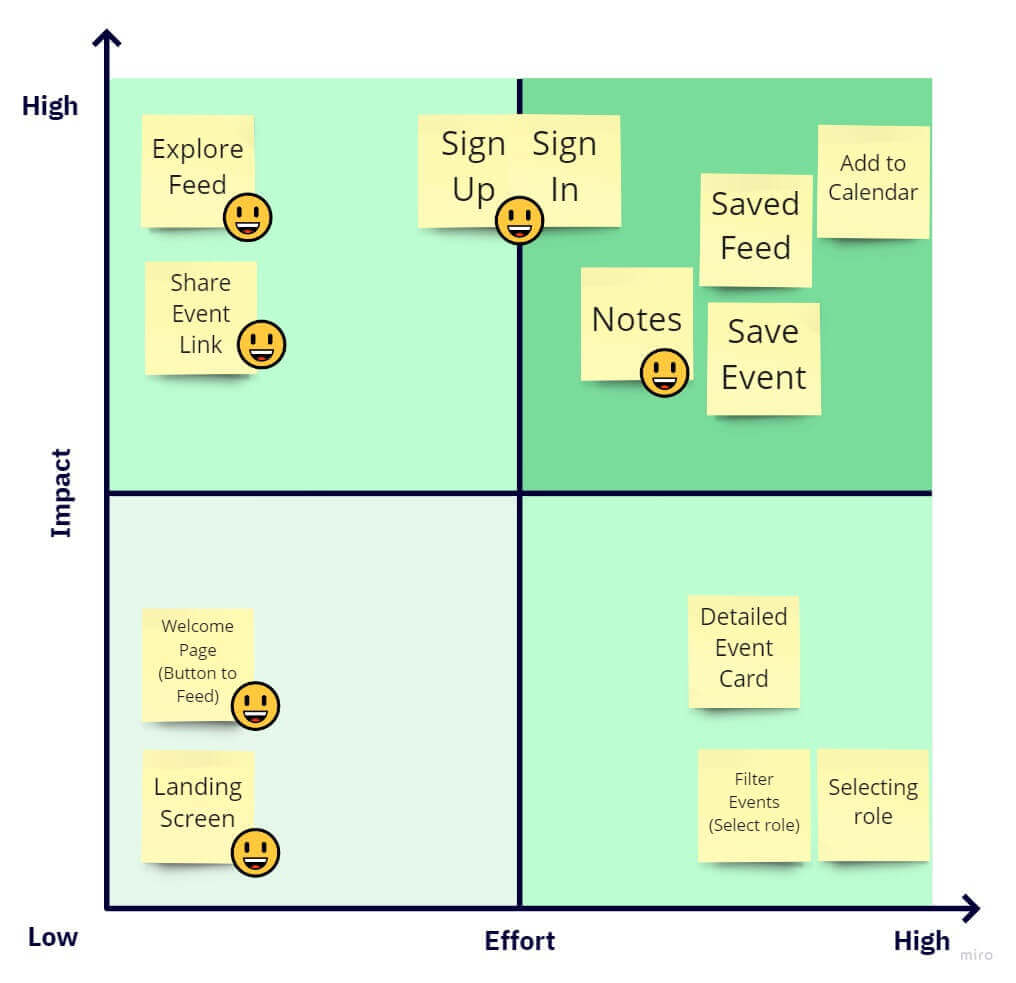 High
Explore
Feed
Share
Event
Link
Sign
Up
Sign
In
Saved
Feed
Add to
Calendar
Notes
Save
Event
Impact
Welcome
Page
(Button to
Feed)
Landing
Screen
Detailed
Event
Card
Filter
Events
(Select role)
Selecting
role
Low
Effort
High
miro